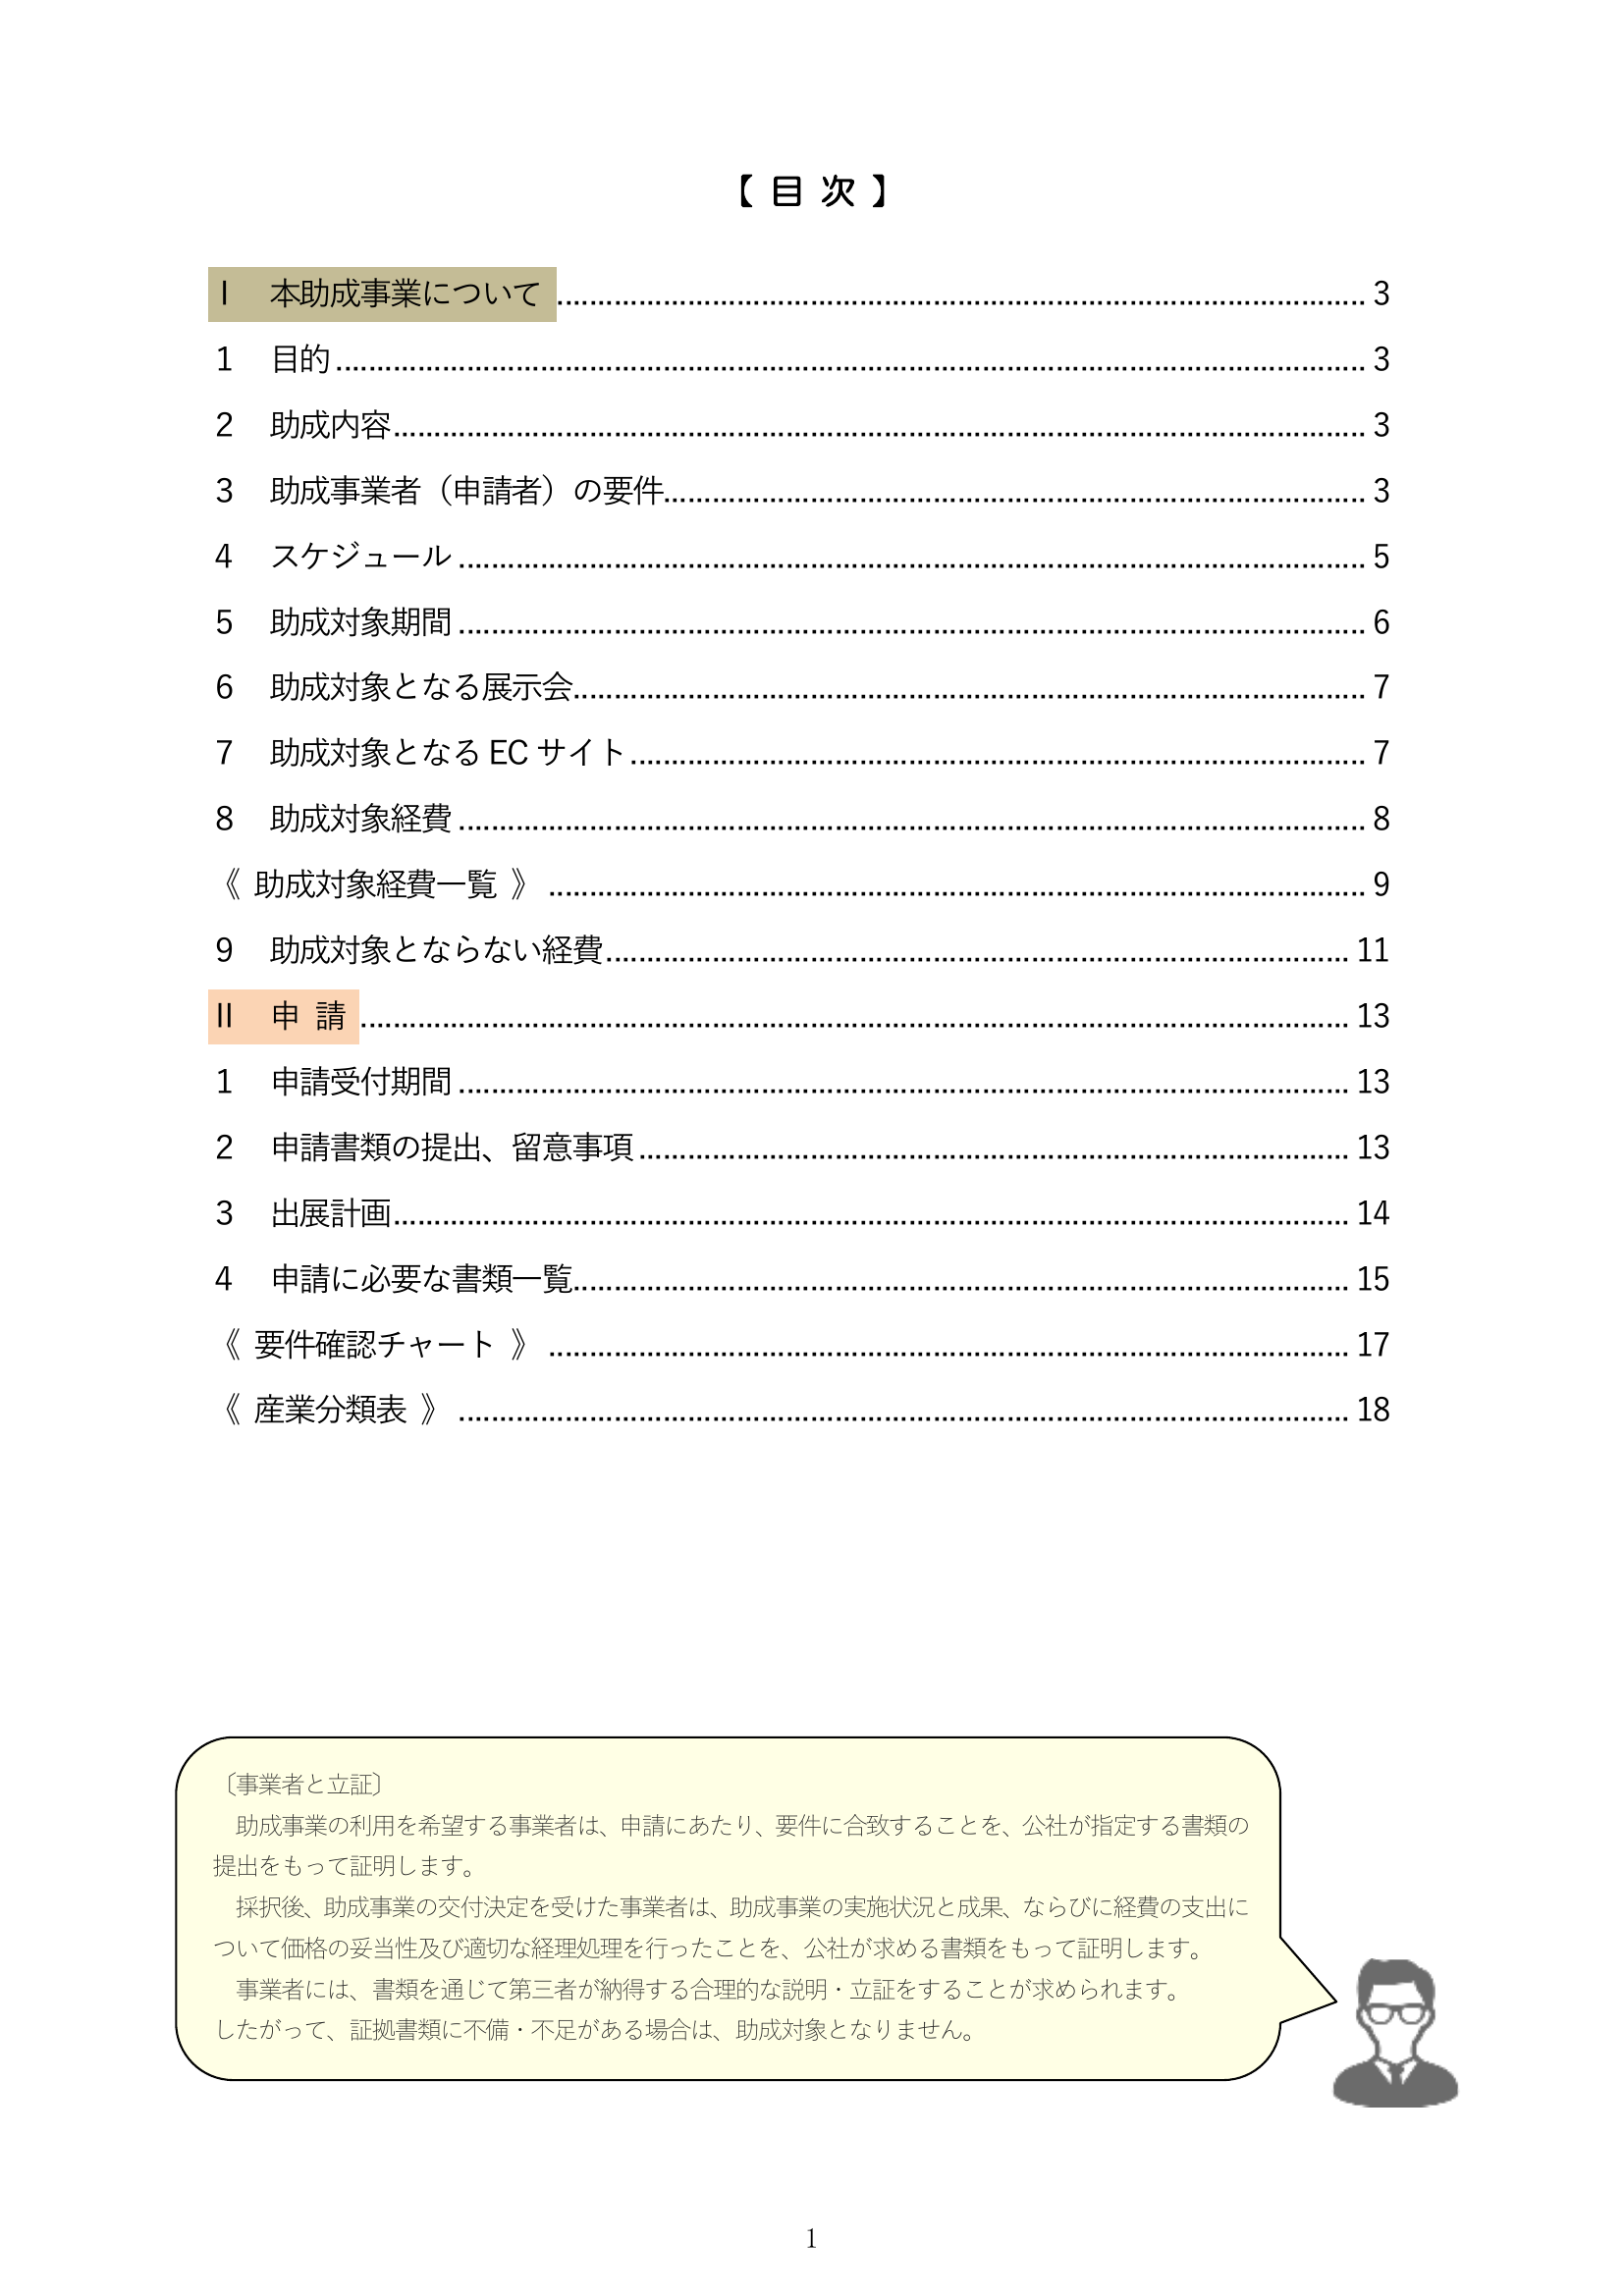 【 目 次 】
Ⅰ 本助成事業について 3
1 目的 3
2 助成内容 3
3 助成事業者（申請者）の要件 3
4 スケジュール 5
5 助成対象期間 6
6 助成対象となる展示会 7
7 助成対象となる EC サイト 7
8 助成対象経費 8
《 助成対象経費一覧 》 9
9 助成対象とならない経費 11
Ⅱ 申 請 13
1 申請受付期間 13
2 申請書類の提出、留意事項 13
3 出展計画 14
4 申請に必要な書類一覧 15
《 要件確認チャート 》 17
《 産業分類表 》 18
〔事業者と立証〕
助成事業の利用を希望する事業者は、申請にあたり、要件に合致することを、公社が指定する書類の
提出をもって証明します。
採択後、助成事業の交付決定を受けた事業者は、助成事業の実施状況と成果、ならびに経費の支出に
ついて価格の妥当性及び適切な経理処理を行ったことを、公社が求める書類をもって証明します。
事業者には、書類を通じて第三者が納得する合理的な説明・立証をすることが求められます。
したがって、証拠書類に不備・不足がある場合は、助成対象となりません。
1